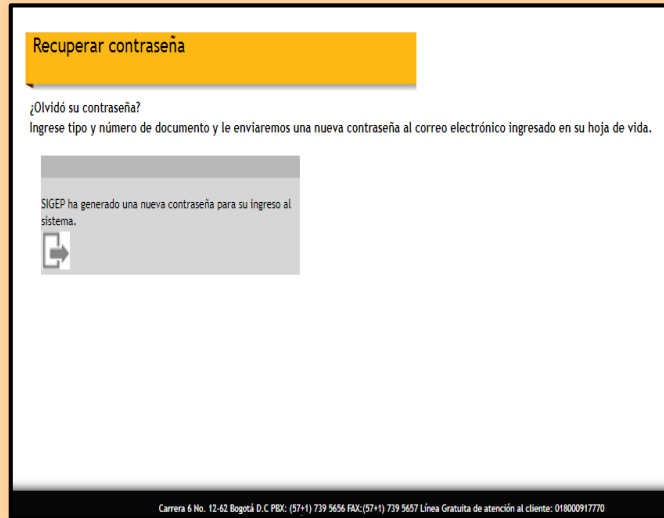 Recuperar contraseña
¿Olvidó su contraseña?
Ingrese tipo y número de documento y le enviaremos una nueva contraseña al correo electrónico ingresado en su hoja de vida.
SIGEP ha generado una nueva contraseña para su ingreso al
sistema.
Carrera 6 No. 12-62 Bogotá D.C PBX: (57+1) 739 5656 FAX:(57+1) 739 5657 Línea Gratuita de atención al cliente: 018000917770